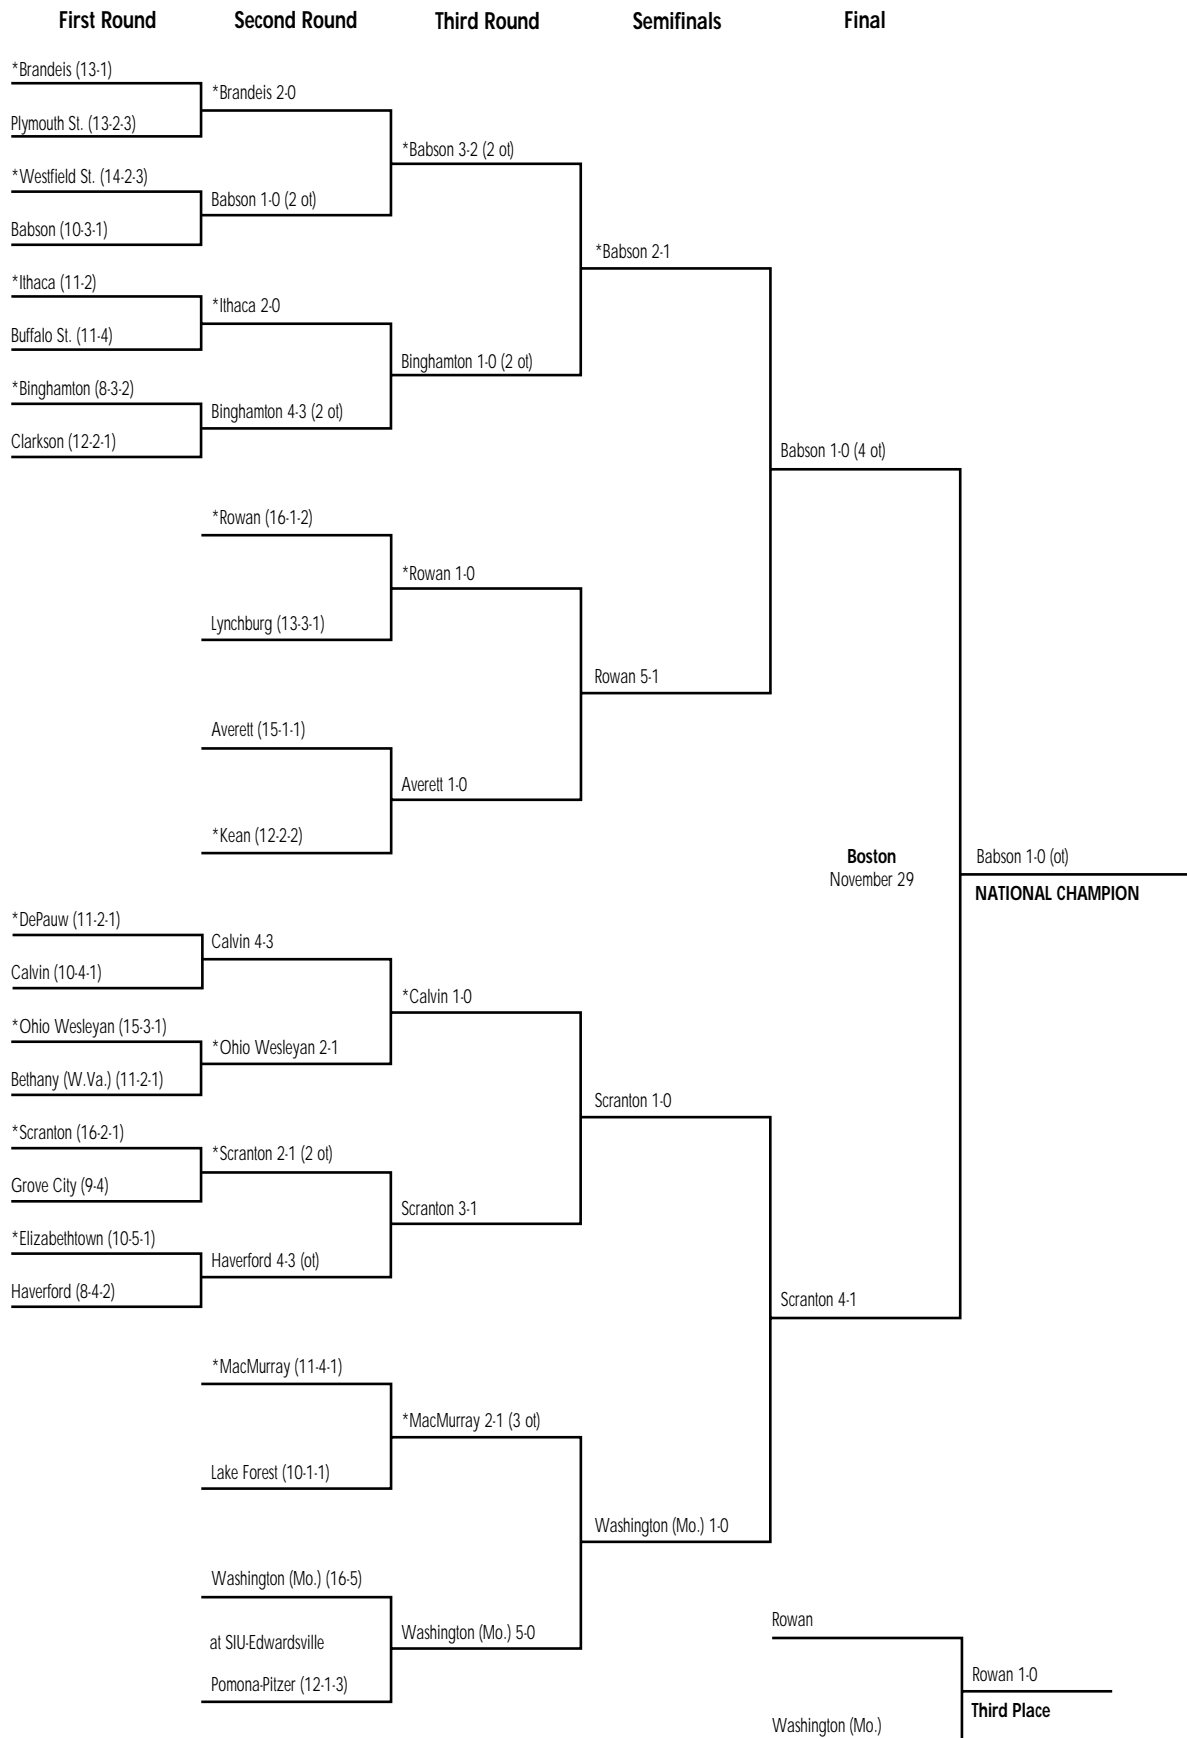 First Round
Second Round
Third Round
Semifinals
Final
*Brandeis (13-1)
*Brandeis 2-0
Plymouth St. (13-2-3)
*Babson 3-2 (2 ot)
*Westfield St. (14-2-3)
Babson 1-0 (2 ot)
Babson (10-3-1)
*Babson 2-1
*Ithaca (11-2)
*Ithaca 2-0
Buffalo St. (11-4)
Binghamton 1-0 (2 ot)
*Binghamton (8-3-2)
Binghamton 4-3 (2 ot)
Clarkson (12-2-1)
Babson 1-0 (4 ot)
*Rowan (16-1-2)
*Rowan 1-0
Lynchburg (13-3-1)
Rowan 5-1
Averett (15-1-1)
Averett 1-0
*Kean (12-2-2)
Boston
November 29
Babson 1-0 (ot)
NATIONAL CHAMPION
*DePauw (11-2-1)
Calvin 4-3
Calvin (10-4-1)
*Calvin 1-0
*Ohio Wesleyan (15-3-1)
*Ohio Wesleyan 2-1
Bethany (W.Va.) (11-2-1)
Scranton 1-0
*Scranton (16-2-1)
*Scranton 2-1 (2 ot)
Grove City (9-4)
Scranton 3-1
*Elizabethtown (10-5-1)
Haverford 4-3 (ot)
Haverford (8-4-2)
Scranton 4-1
*MacMurray (11-4-1)
*MacMurray 2-1 (3 ot)
Lake Forest (10-1-1)
Washington (Mo.) 1-0
Washington (Mo.) (16-5)
at SIU-Edwardsville
Washington (Mo.) 5-0
Pomona-Pitzer (12-1-3)
Rowan
Rowan 1-0
Third Place
Washington (Mo.)